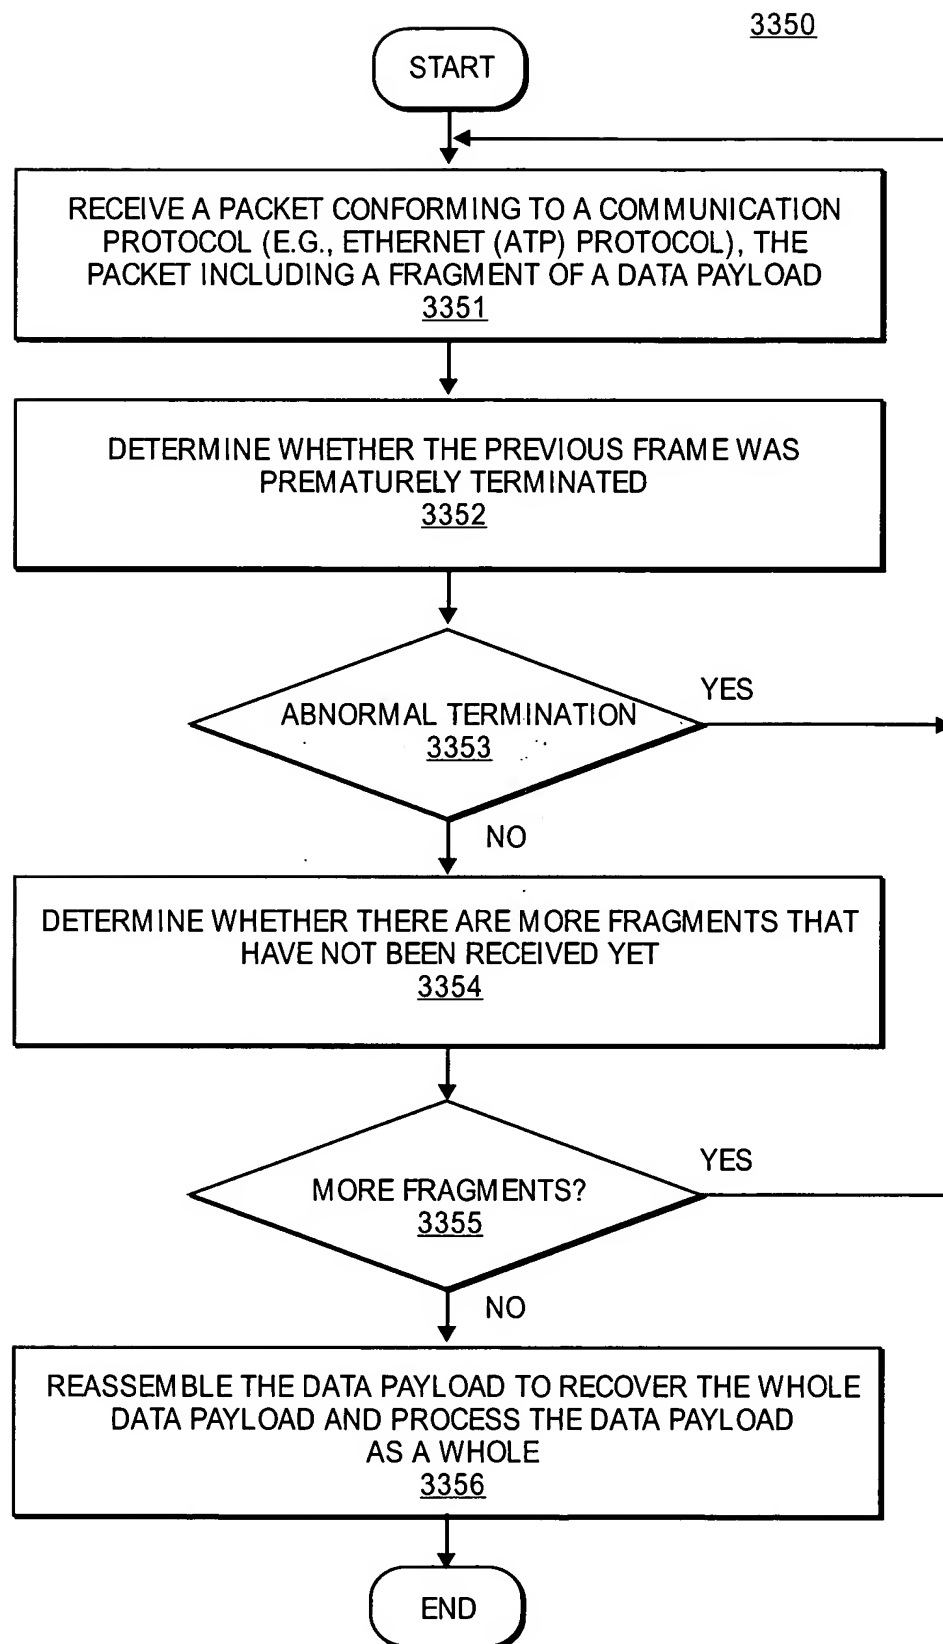 3350
START
RECEIVE A PACKET CONFORMING TO A COMMUNICATION
PROTOCOL (E.G., ETHERNET (ATP) PROTOCOL), THE
PACKET INCLUDING A FRAGMENT OF A DATA PAYLOAD
3351
DETERMINE WHETHER THE PREVIOUS FRAME WAS
PREMATURELY TERMINATED
3352
ABNORMAL TERMINATION
3353
YES
NO
DETERMINE WHETHER THERE ARE MORE FRAGMENTS THAT
HAVE NOT BEEN RECEIVED YET
3354
MORE FRAGMENTS?
3355
YES
NO
REASSEMBLE THE DATA PAYLOAD TO RECOVER THE WHOLE
DATA PAYLOAD AND PROCESS THE DATA PAYLOAD
AS A WHOLE
3356
END